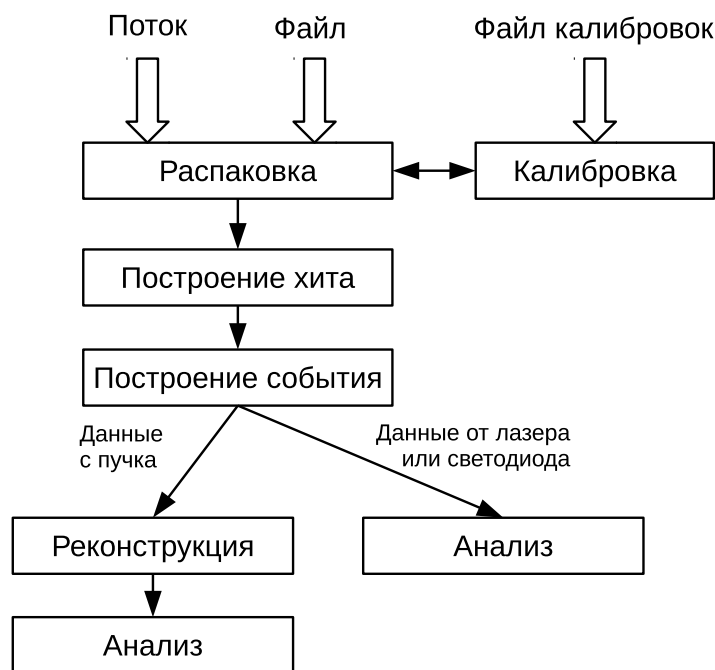 Поток
Файл
Файл калибровок
Распаковка
Калибровка
Построение хита
Построение события
Данные
с пучка
Данные от лазера
или светодиода
Реконструкция
Анализ
Анализ